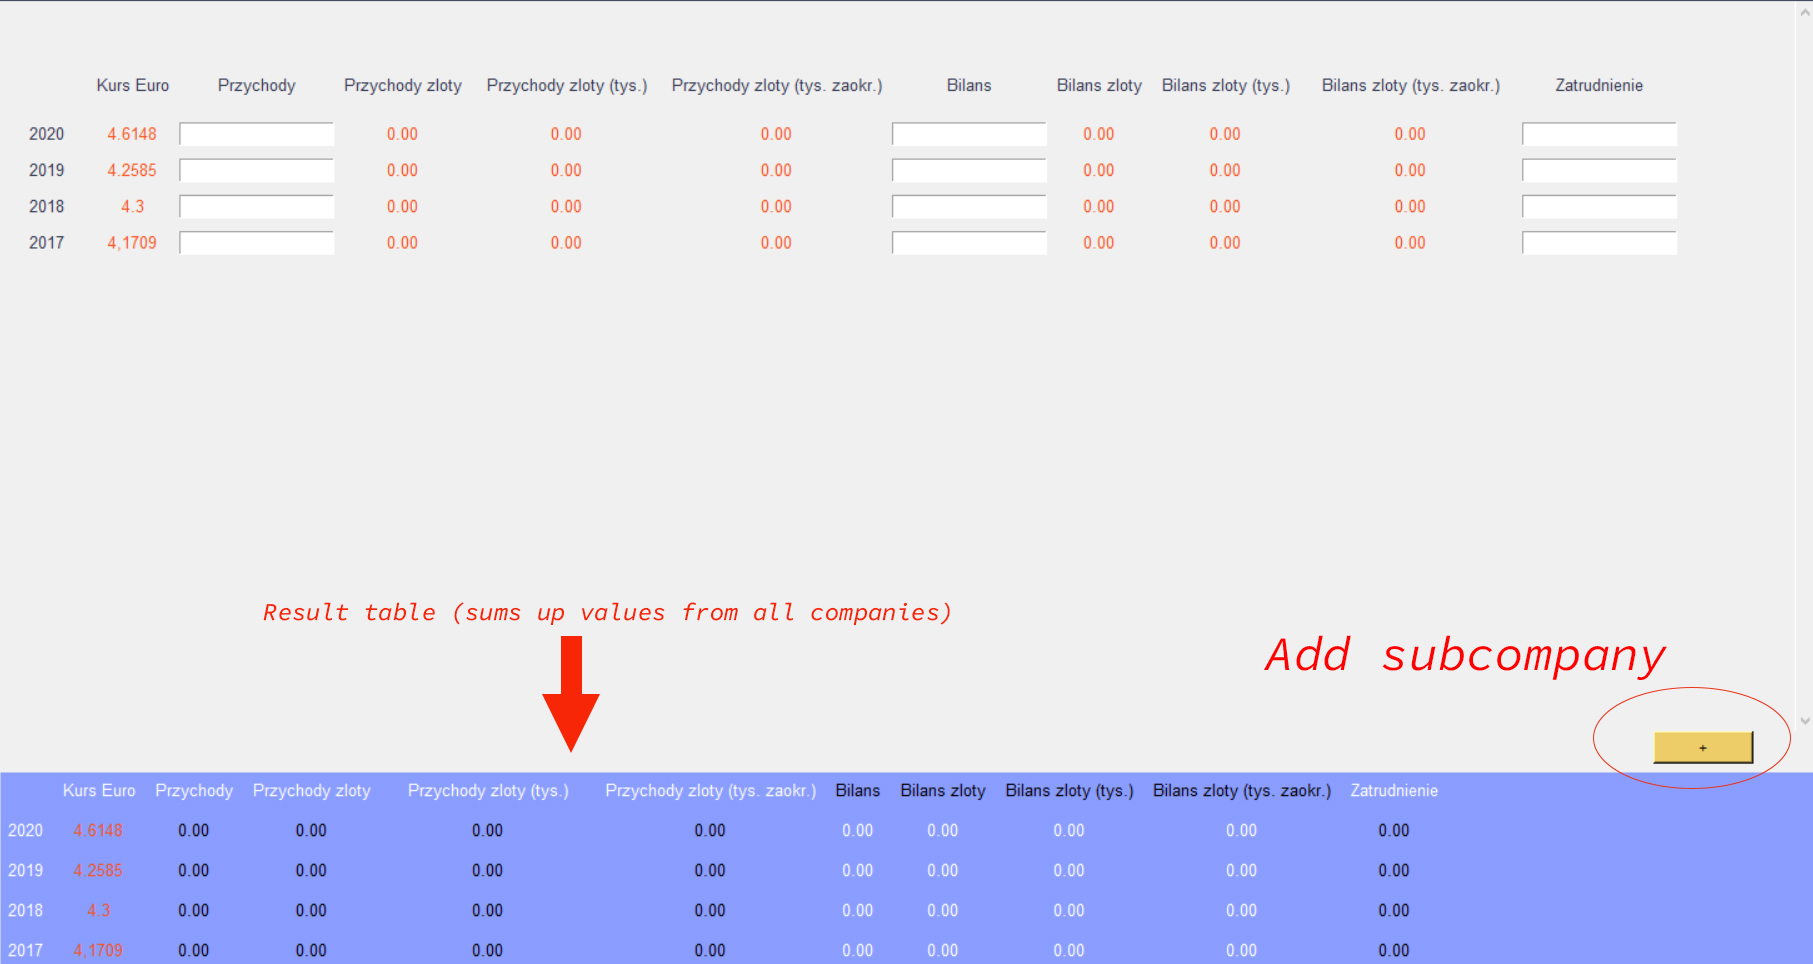 Kurs Euro Przychody Przychody zloty Przychody zloty (tys.) Przychody zloty (tys. zaokr.) Bilans Bilans zloty Bilans zloty (tys.) Bilans zloty (tys. zaokr.) Zatrudnienie
2020 4.6148 0.00 0.00 0.00 0.00 0.00 0.00
2019 4.2585 0.00 0.00 0.00 0.00 0.00 0.00
2018 4.3 0.00 0.00 0.00 0.00 0.00 0.00
2017 4,1709 0.00 0.00 0.00 0.00 0.00 0.00
Result table (sums up values from all companies)
Add subcompany
+
Kurs Euro Przychody Przychody zloty Przychody zloty (tys.) Przychody zloty (tys. zaokr.) Bilans Bilans zloty Bilans zloty (tys.) Bilans zloty (tys. zaokr.) Zatrudnienie
2020 4.6148 0.00 0.00 0.00 0.00 0.00 0.00 0.00 0.00 0.00
2019 4.2585 0.00 0.00 0.00 0.00 0.00 0.00 0.00 0.00 0.00
2018 4.3 0.00 0.00 0.00 0.00 0.00 0.00 0.00 0.00 0.00
2017 4,1709 0.00 0.00 0.00 0.00 0.00 0.00 0.00 0.00 0.00